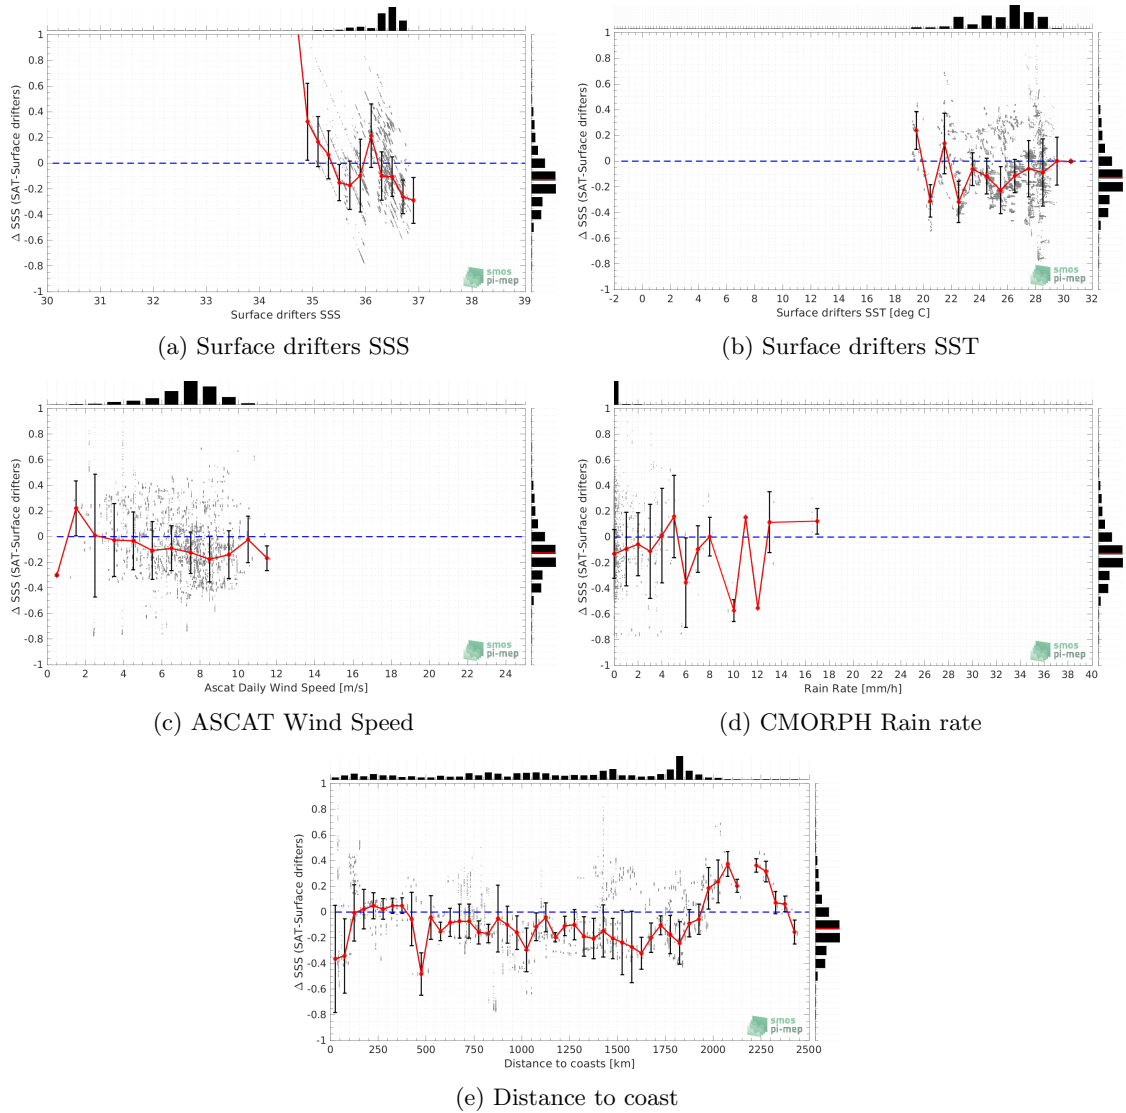 1
0.8
0.6
0.4
0.2
0
-0.2
-0.4
-0.6
-0.8
-1
Δ SSS (SAT-Surface drifters)
30 31 32 33 34 35 36 37 38 39
Surface drifters SSS
smos
pi-mep
(a) Surface drifters SSS
1
0.8
0.6
0.4
0.2
0
-0.2
-0.4
-0.6
-0.8
-1
Δ SSS (SAT-Surface drifters)
-2 0 2 4 6 8 10 12 14 16 18 20 22 24 26 28 30 32
Surface drifters SST [deg C]
smos
pi-mep
(b) Surface drifters SST
1
0.8
0.6
0.4
0.2
0
-0.2
-0.4
-0.6
-0.8
-1
Δ SSS (SAT-Surface drifters)
0 2 4 6 8 10 12 14 16 18 20 22 24
Ascat Daily Wind Speed [m/s]
smos
pi-mep
(c) ASCAT Wind Speed
1
0.8
0.6
0.4
0.2
0
-0.2
-0.4
-0.6
-0.8
-1
Δ SSS (SAT-Surface drifters)
0 2 4 6 8 10 12 14 16 18 20 22 24 26 28 30 32 34 36 38 40
Rain Rate [mm/h]
smos
pi-mep
(d) CMORPH Rain rate
1
0.8
0.6
0.4
0.2
0
-0.2
-0.4
-0.6
-0.8
-1
Δ SSS (SAT-Surface drifters)
0 250 500 750 1000 1250 1500 1750 2000 2250 2500
Distance to coasts [km]
smos
pi-mep
(e) Distance to coast